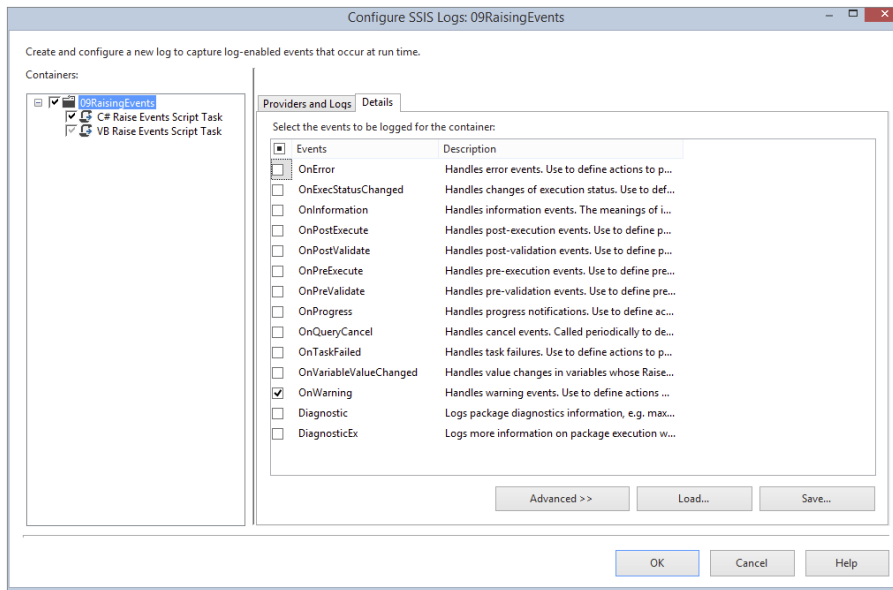 Configure SSIS Logs: 09RaisingEvents
Create and configure a new log to capture log-enabled events that occur at run time.
Containers:
09RaisingEvents
C# Raise Events Script Task
VB Raise Events Script Task
Providers and Logs Details
Select the events to be logged for the container:
Events Description
OnError Handles error events. Use to define actions to p...
OnExecStatusChanged Handles changes of execution status. Use to def...
OnInformation Handles information events. The meanings of i...
OnPostExecute Handles post-execution events. Use to define p...
OnPostValidate Handles post-validation events. Use to define p...
OnPreExecute Handles pre-execution events. Use to define pre...
OnPreValidate Handles pre-validation events. Use to define pre...
OnProgress Handles progress notifications. Use to define ac...
OnQueryCancel Handles cancel events. Called periodically to de...
OnTaskFailed Handles task failures. Use to define actions to p...
OnVariableValueChanged Handles value changes in variables whose Raise...
OnWarning Handles warning events. Use to define actions ...
Diagnostic Logs package diagnostics information, e.g. max...
DiagnosticEx Logs more information on package execution w...
Advanced >> Load... Save...
OK Cancel Help